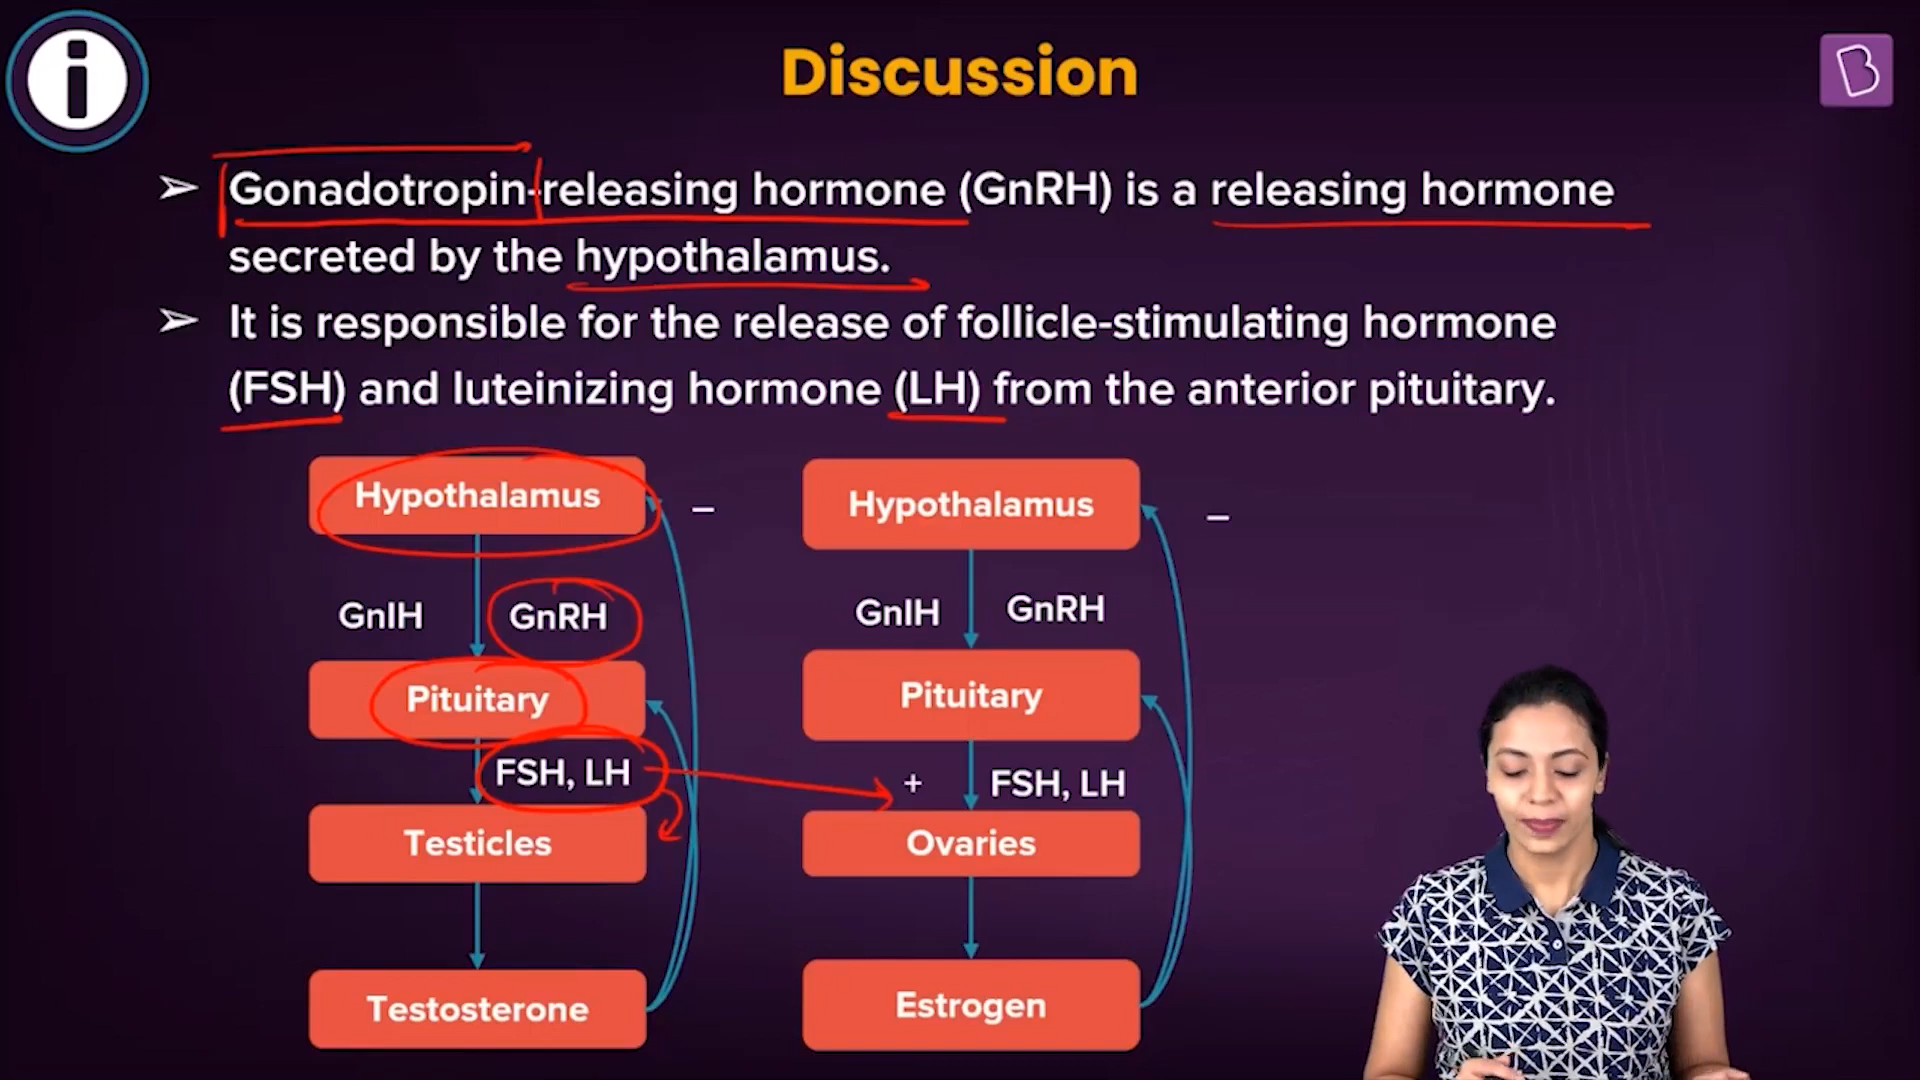 Discussion
➢ Gonadotropin-releasing hormone (GnRH) is a releasing hormone
secreted by the hypothalamus.
➢ It is responsible for the release of follicle-stimulating hormone
(FSH) and luteinizing hormone (LH) from the anterior pituitary.
Hypothalamus –
GnIH GnRH
Pituitary
FSH, LH
Testicles
Testosterone
Hypothalamus –
GnIH GnRH
Pituitary
+ FSH, LH
Ovaries
Estrogen